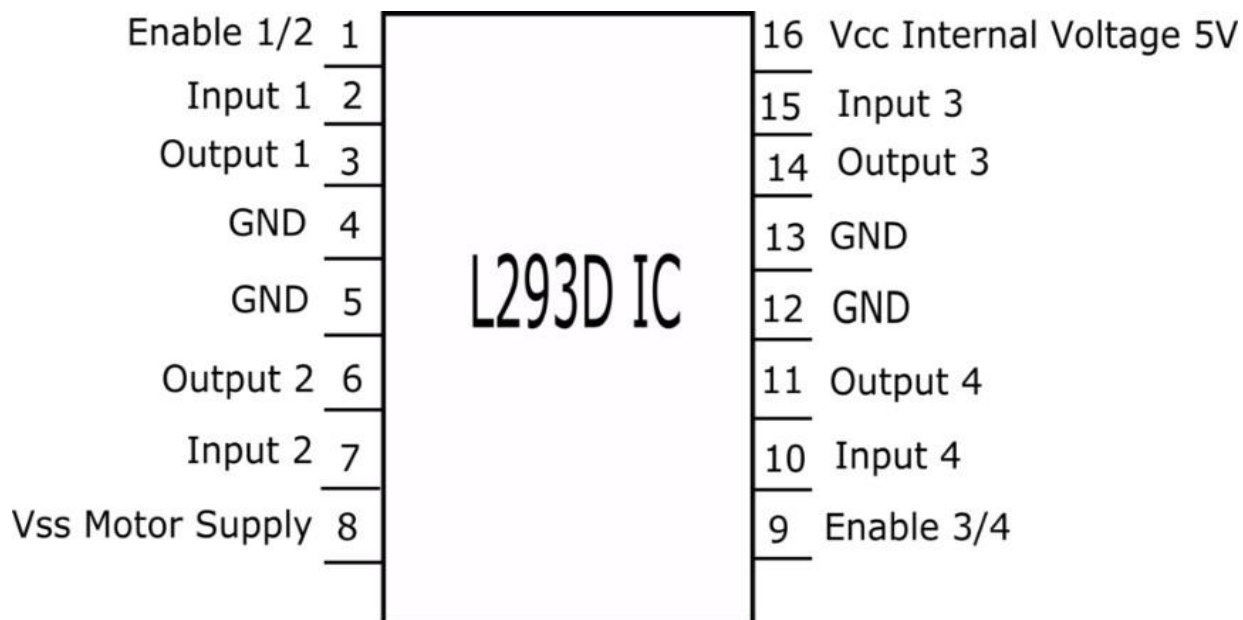 Enable 1/2 1
Input 1 2
Output 1 3
GND 4
GND 5
Output 2 6
Input 2 7
Vss Motor Supply 8
L293D IC
16 Vcc Internal Voltage 5V
15 Input 3
14 Output 3
13 GND
12 GND
11 Output 4
10 Input 4
9 Enable 3/4